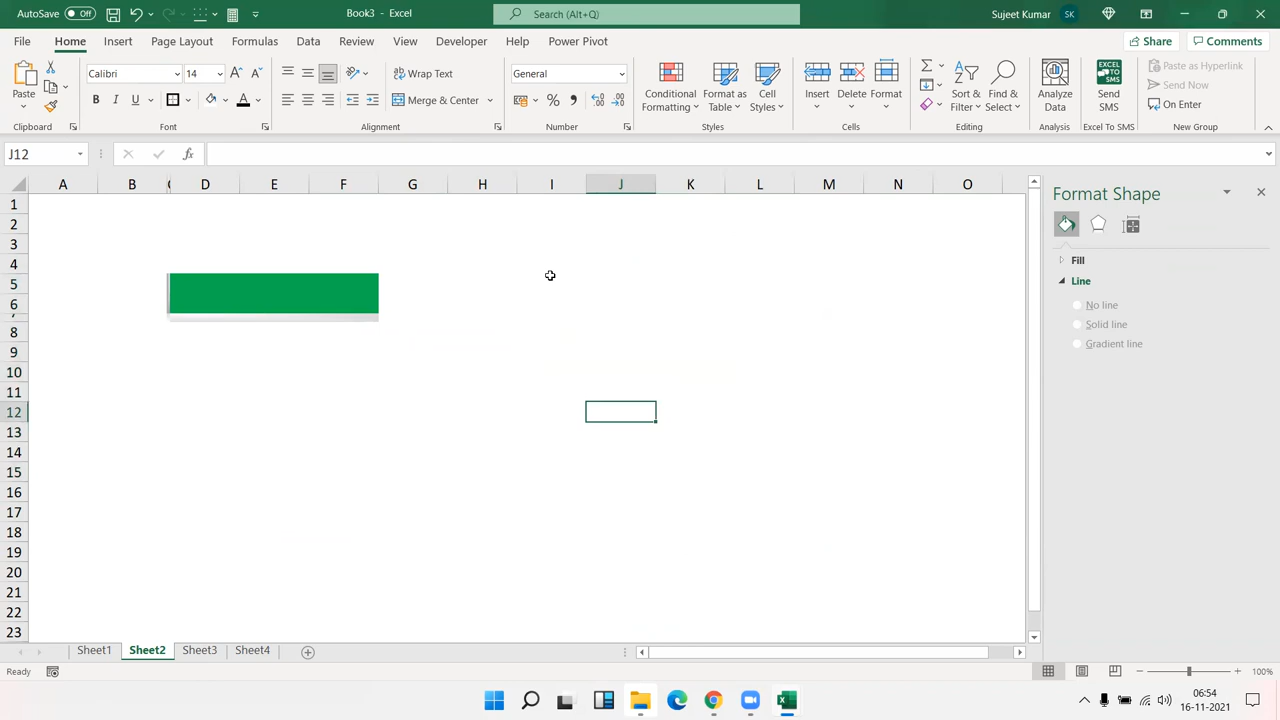 AutoSave Off Book3 - Excel Search (Alt+Q) Sujeet Kumar SK
File Home Insert Page Layout Formulas Data Review View Developer Help Power Pivot Share Comments
Paste Calibri 14 Wrap Text General Conditional Formatting Format as Table Cell Styles Insert Delete Format Sort & Filter Find & Select Analyze Data Send SMS Paste as Hyperlink
B I U Merge & Center % Send Now
On Enter
Clipboard Font Alignment Number Styles Cells Editing Analysis Excel To SMS New Group
J12 fx
A B C D E F G H I J K L M N O
Format Shape
1
2
3
4
Fill
5
Line
6
No line
7
Solid line
8
Gradient line
9
10
11
12
13
14
15
16
17
18
19
20
21
22
23
Sheet1 Sheet2 Sheet3 Sheet4
Ready 100%
06:54
16-11-2021